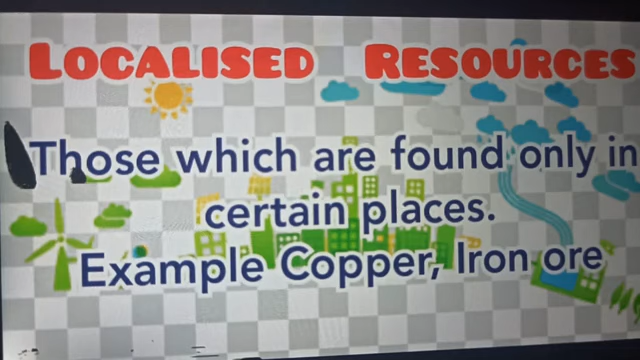 LOCALISED RESOURCES
Those which are found only in
certain places.
Example Copper, Iron ore